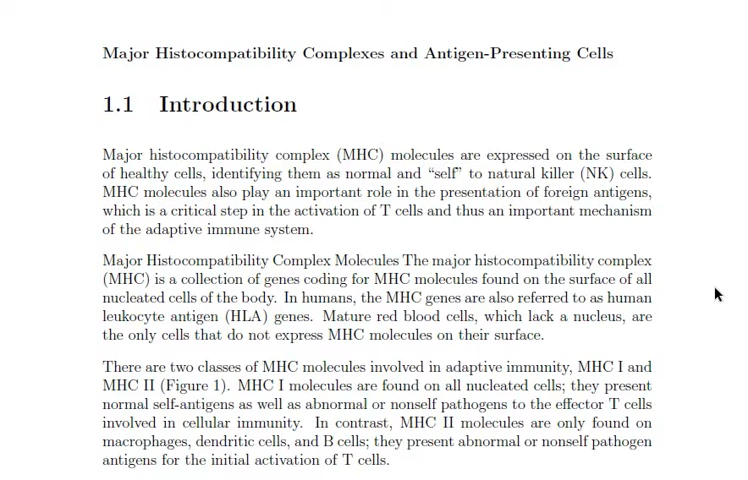 Major Histocompatibility Complexes and Antigen-Presenting Cells
1.1 Introduction
Major histocompatibility complex (MHC) molecules are expressed on the surface
of healthy cells, identifying them as normal and “self” to natural killer (NK) cells.
MHC molecules also play an important role in the presentation of foreign antigens,
which is a critical step in the activation of T cells and thus an important mechanism
of the adaptive immune system.
Major Histocompatibility Complex Molecules The major histocompatibility complex
(MHC) is a collection of genes coding for MHC molecules found on the surface of all
nucleated cells of the body. In humans, the MHC genes are also referred to as human
leukocyte antigen (HLA) genes. Mature red blood cells, which lack a nucleus, are
the only cells that do not express MHC molecules on their surface.
There are two classes of MHC molecules involved in adaptive immunity, MHC I and
MHC II (Figure 1). MHC I molecules are found on all nucleated cells; they present
normal self-antigens as well as abnormal or nonself pathogens to the effector T cells
involved in cellular immunity. In contrast, MHC II molecules are only found on
macrophages, dendritic cells, and B cells; they present abnormal or nonself pathogen
antigens for the initial activation of T cells.